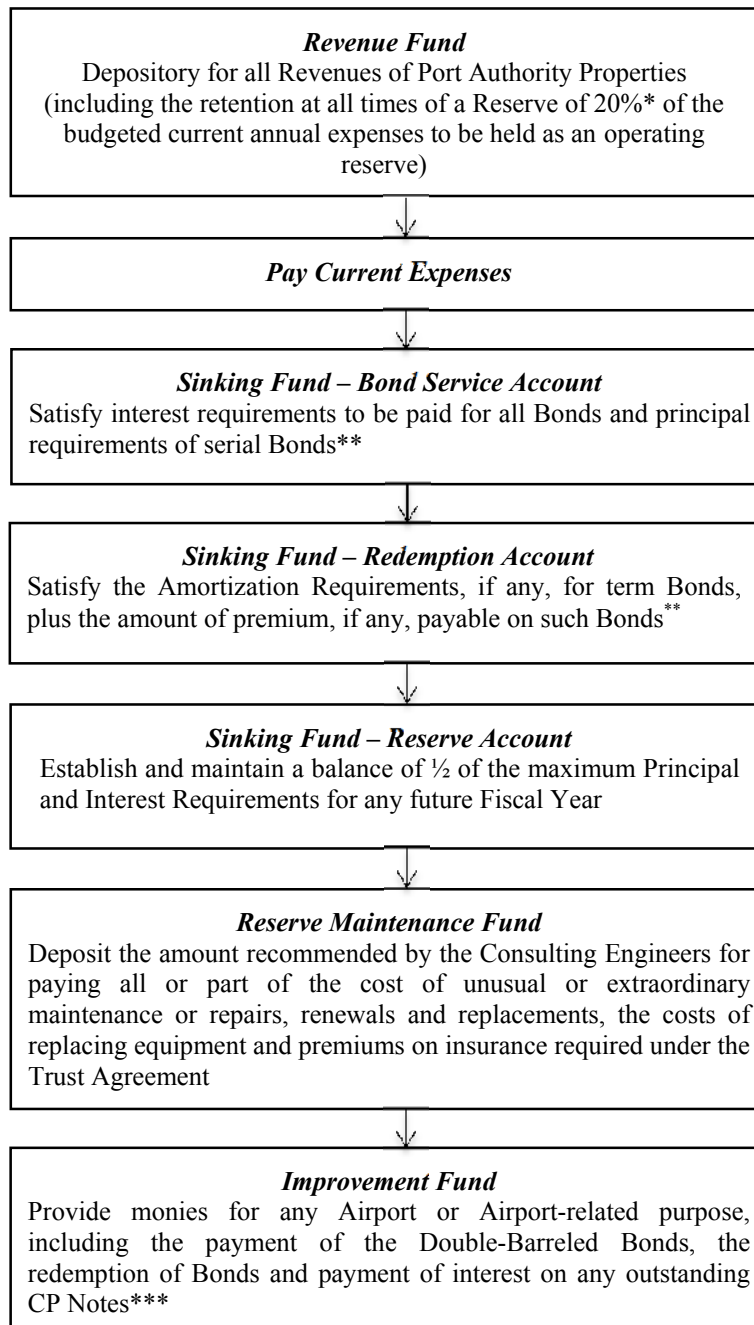 Revenue Fund
Depository for all Revenues of Port Authority Properties
(including the retention at all times of a Reserve of 20%* of the
budgeted current annual expenses to be held as an operating
reserve)
Pay Current Expenses
Sinking Fund – Bond Service Account
Satisfy interest requirements to be paid for all Bonds and principal
requirements of serial Bonds**
Sinking Fund – Redemption Account
Satisfy the Amortization Requirements, if any, for term Bonds,
plus the amount of premium, if any, payable on such Bonds**
Sinking Fund – Reserve Account
Establish and maintain a balance of ½ of the maximum Principal
and Interest Requirements for any future Fiscal Year
Reserve Maintenance Fund
Deposit the amount recommended by the Consulting Engineers for
paying all or part of the cost of unusual or extraordinary
maintenance or repairs, renewals and replacements, the costs of
replacing equipment and premiums on insurance required under the
Trust Agreement
Improvement Fund
Provide monies for any Airport or Airport-related purpose,
including the payment of the Double-Barreled Bonds, the
redemption of Bonds and payment of interest on any outstanding
CP Notes***